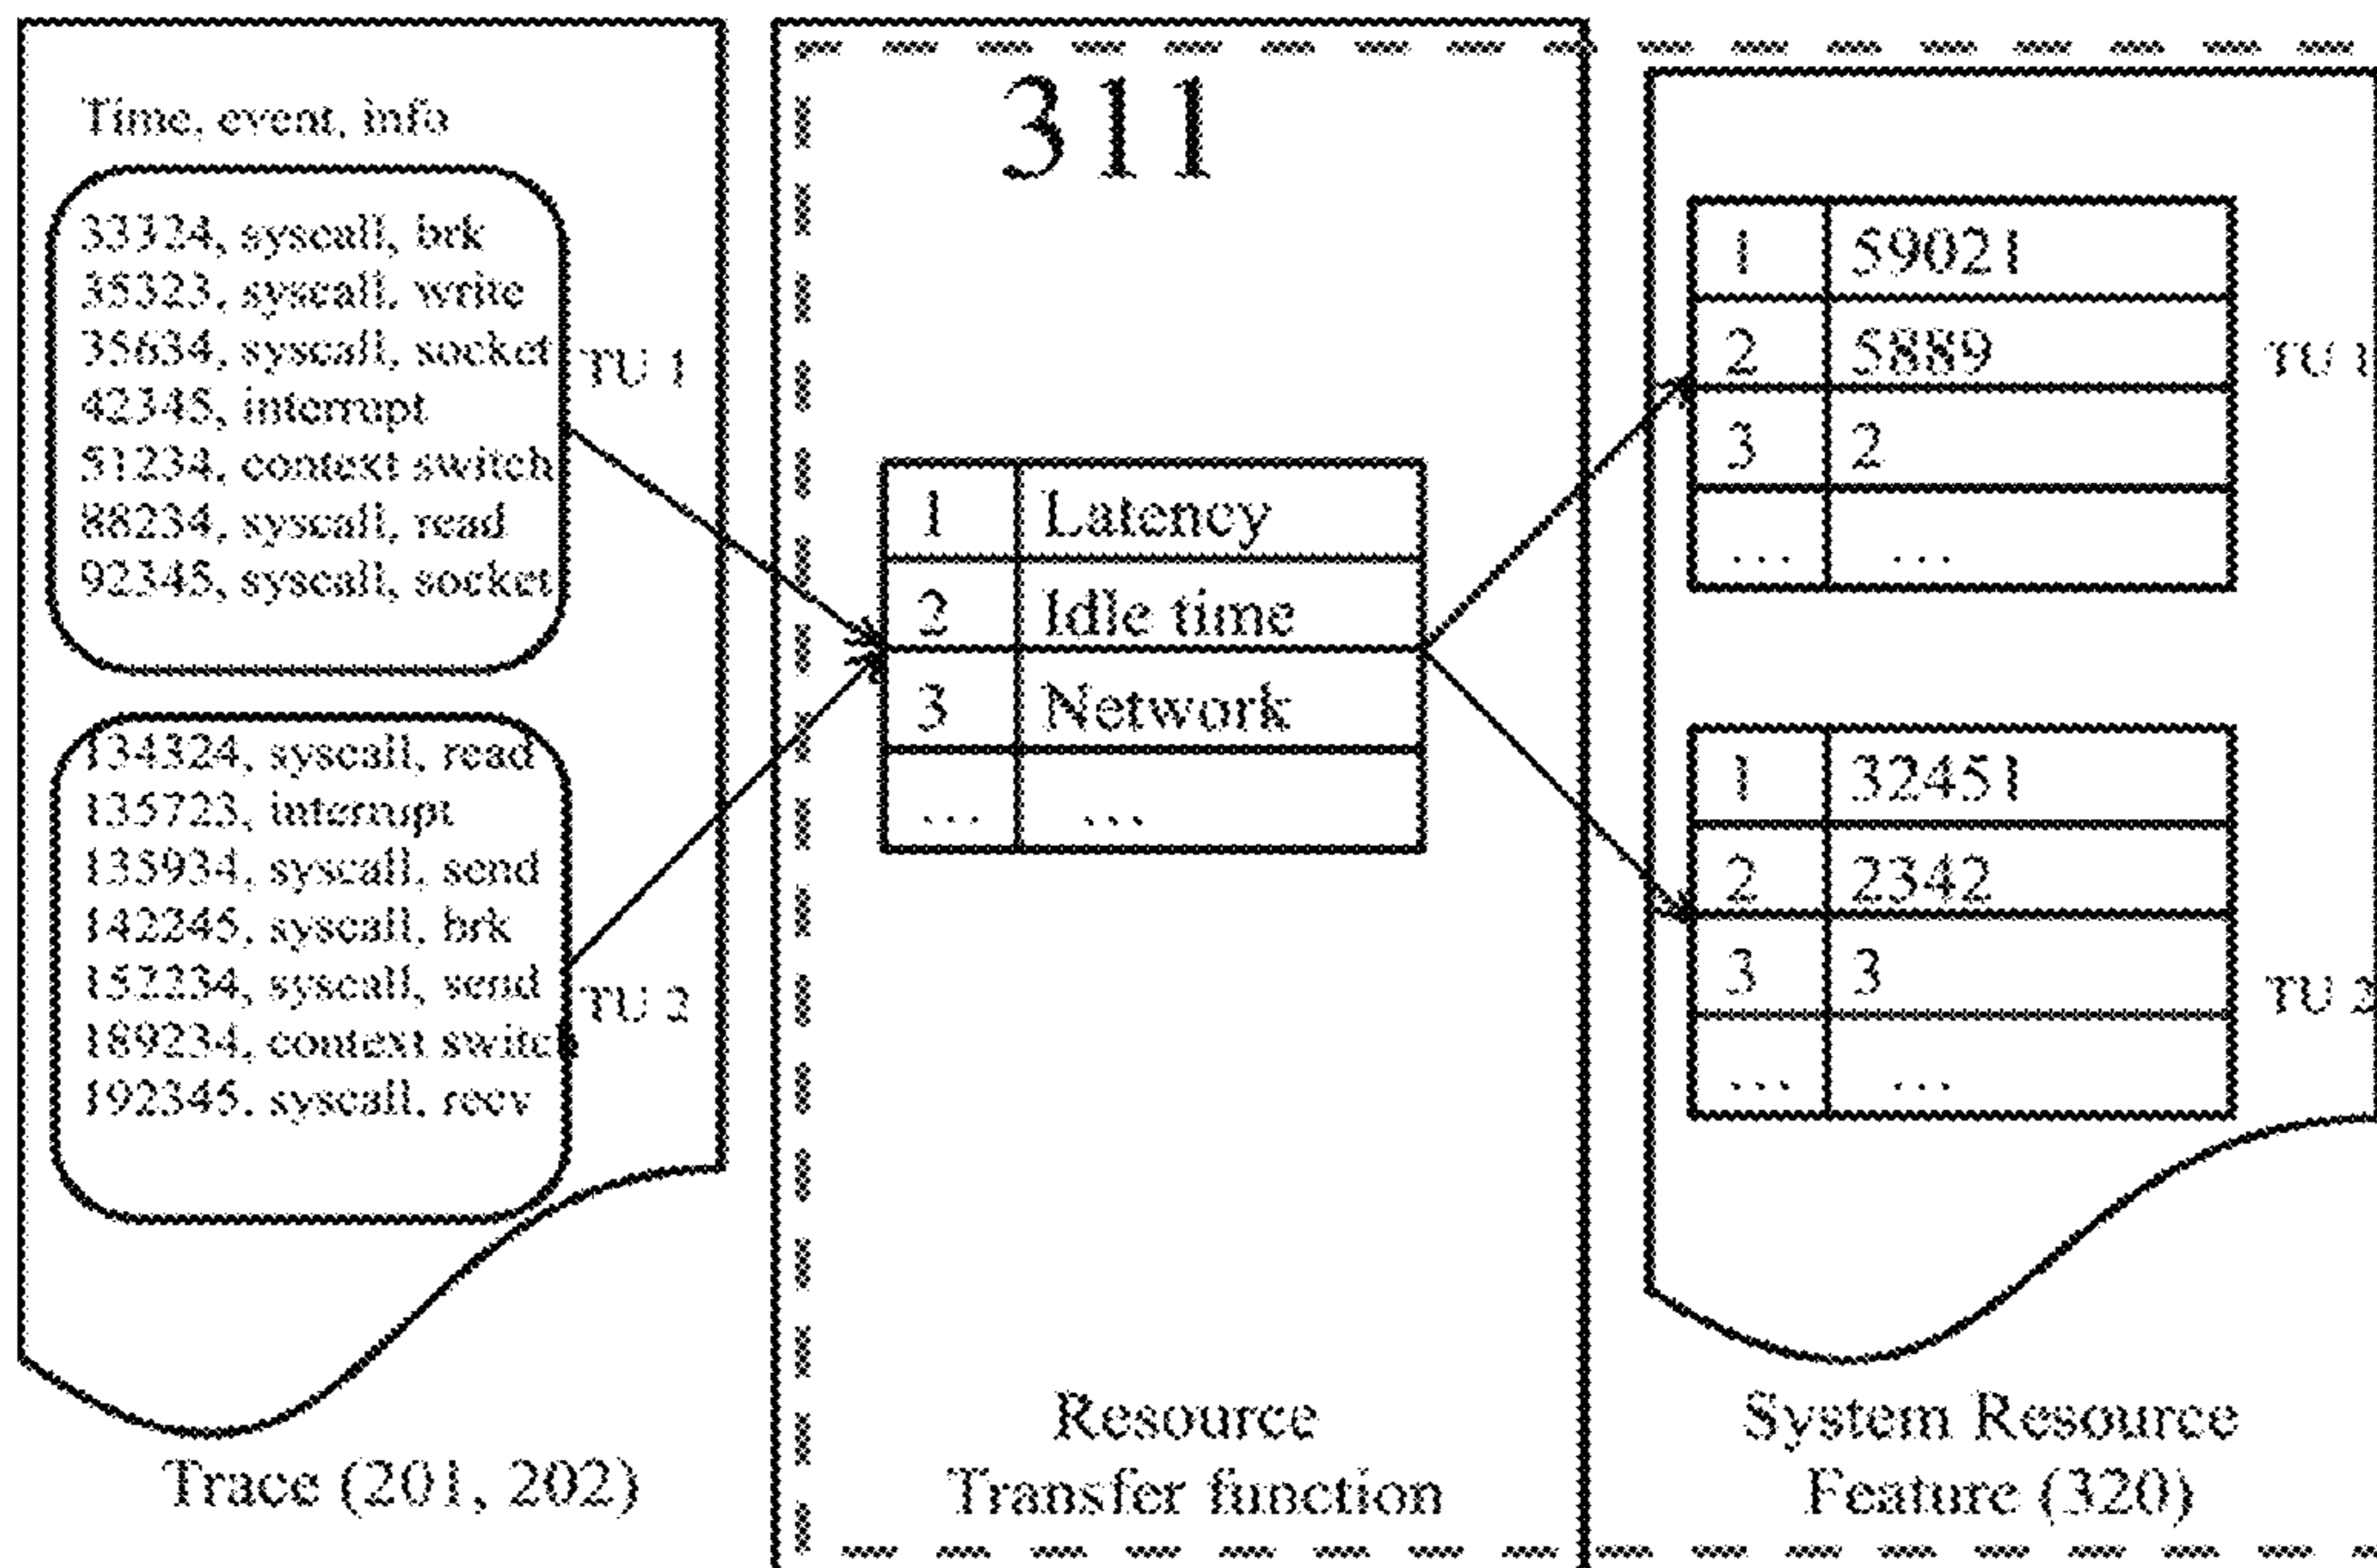 Time, event, info
33324, syscall, brk
35323, syscall, write
35634, syscall, socket
42345, interrupt
51234, context switch
88234, syscall, read
92345, syscall, socket
TU 1
134324, syscall, read
135723, interrupt
135934, syscall, send
142245, syscall, brk
152234, syscall, send
189234, context switch
192345, syscall, recv
TU 2
Trace (201, 202)
311
1 Latency
2 Idle time
3 Network
... ...
Resource
Transfer function
1 59021
2 5889
3 2
... ...
TU 1
1 32451
2 2342
3 3
... ...
TU 2
System Resource
Feature (320)